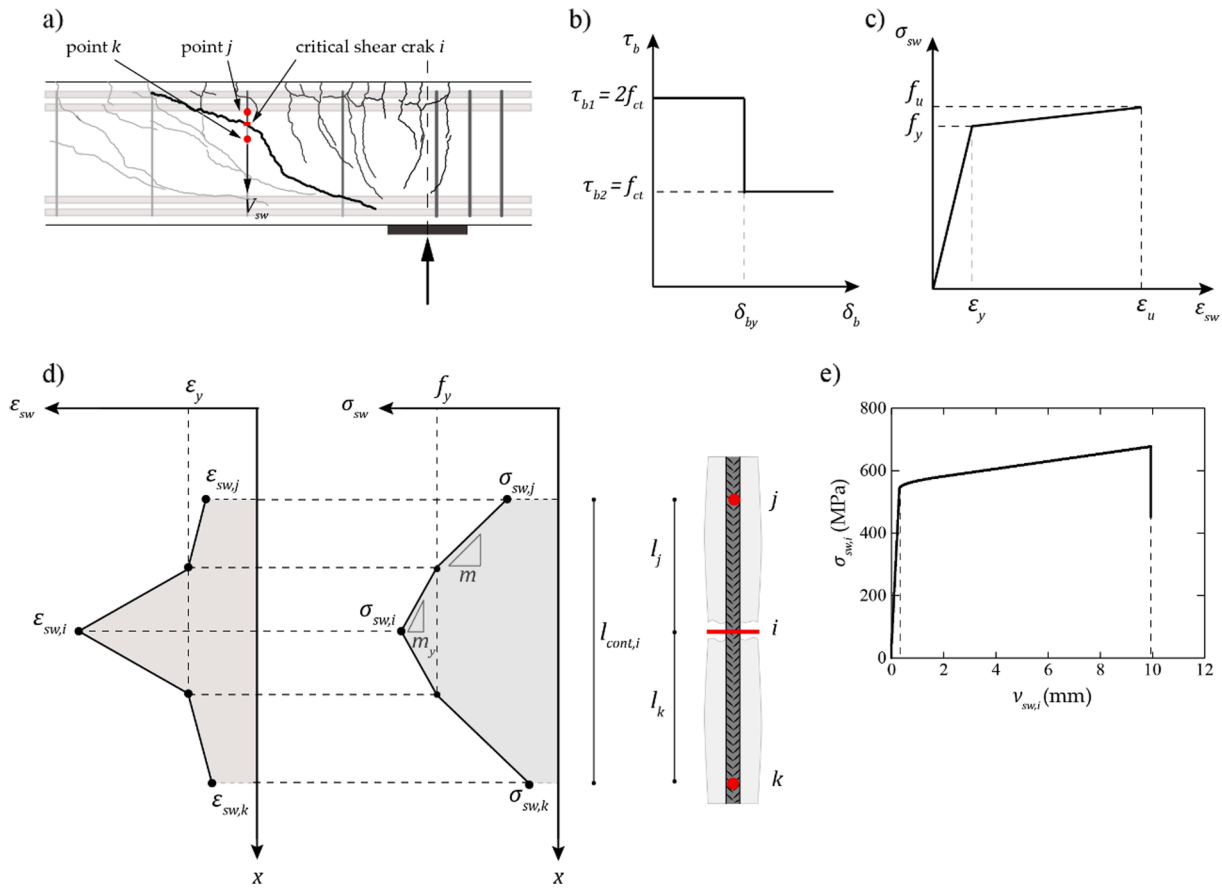 a)
point k
point j
critical shear crak i
V_sw
b)
τ_b
τ_b1 = 2f_ct
τ_b2 = f_ct
δ_by
δ_b
c)
σ_sw
f_u
f_y
ε_y
ε_u
ε_sw
d)
ε_sw
ε_y
ε_sw,j
ε_sw,i
ε_sw,k
x
σ_sw
f_y
σ_sw,j
m
σ_sw,i
m_y
σ_sw,k
x
l_cont,i
l_j
l_k
j
i
k
e)
σ_sw,i (MPa)
800
600
400
200
0
0 2 4 6 8 10 12
v_sw,i (mm)